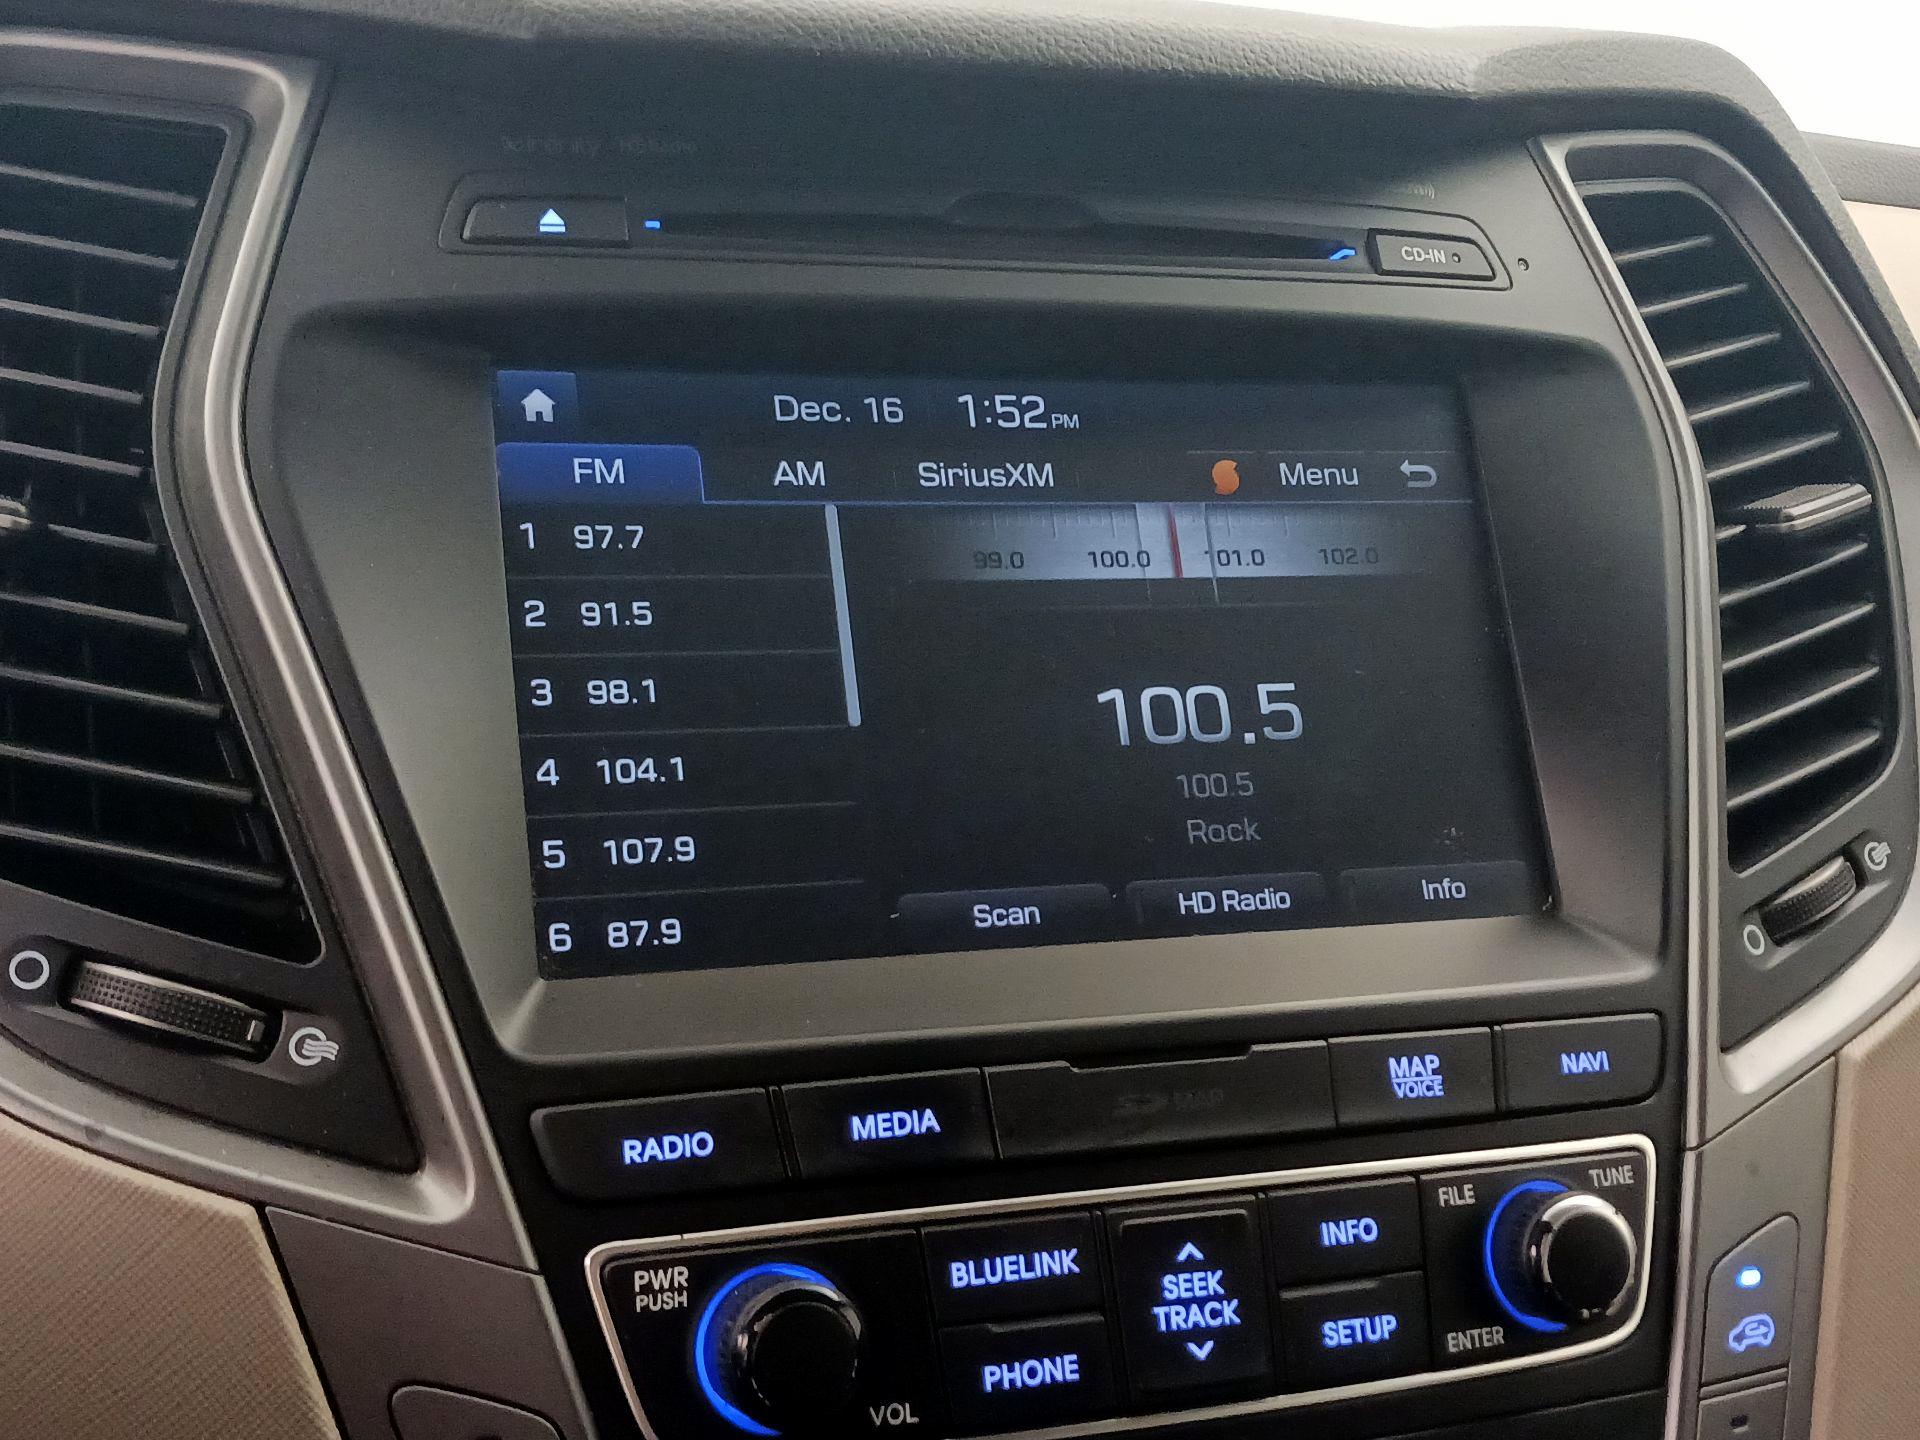 CD-IN
Dec. 16 1:52 PM
FM AM SiriusXM Menu
1 97.7
2 91.5
3 98.1
4 104.1
5 107.9
6 87.9
99.0 100.0 101.0 102.0
100.5
100.5
Rock
Scan HD Radio Info
RADIO MEDIA MAP VOICE NAVI
PWR
PUSH
VOL
BLUELINK
PHONE
SEEK
TRACK
INFO
SETUP
FILE TUNE
ENTER